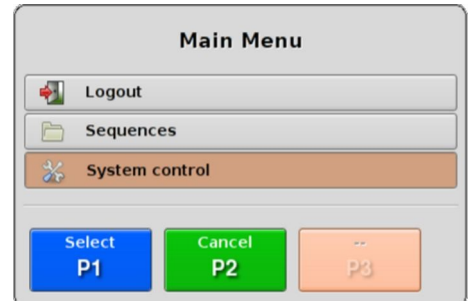 Main Menu
Logout
Sequences
System control
Select
P1
Cancel
P2
--
P3